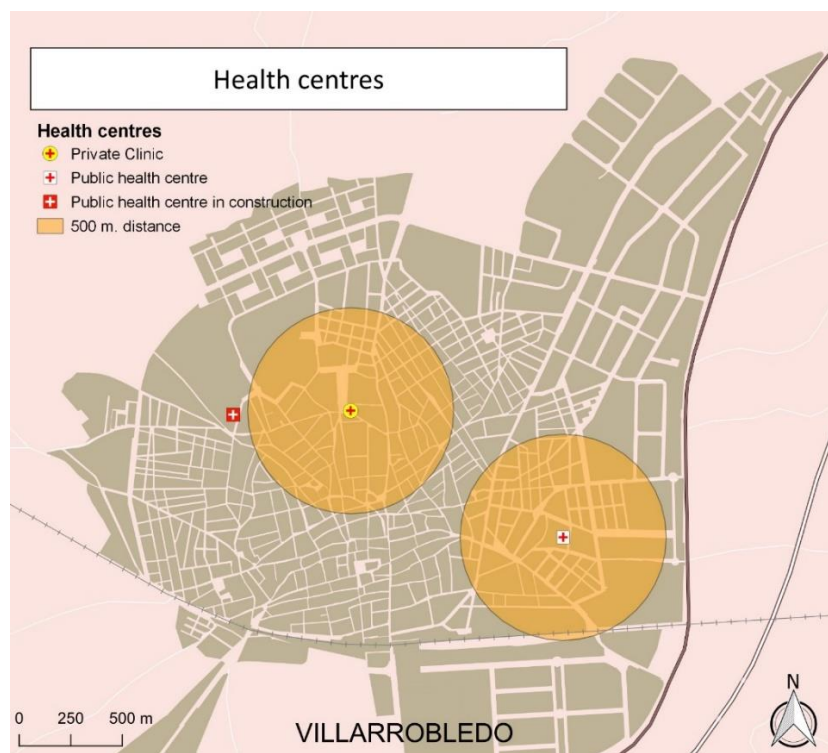 Health centres
Health centres
Private Clinic
Public health centre
Public health centre in construction
500 m. distance
N
0 250 500 m
VILLARROBLEDO